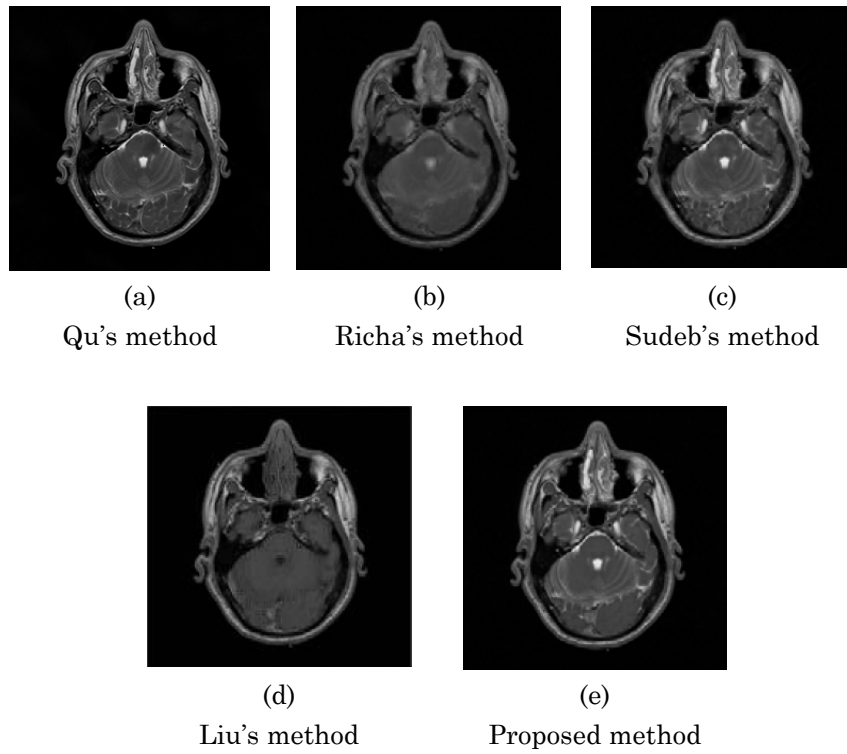 (a)
Qu’s method
(b)
Richa’s method
(c)
Sudeb’s method
(d)
Liu’s method
(e)
Proposed method